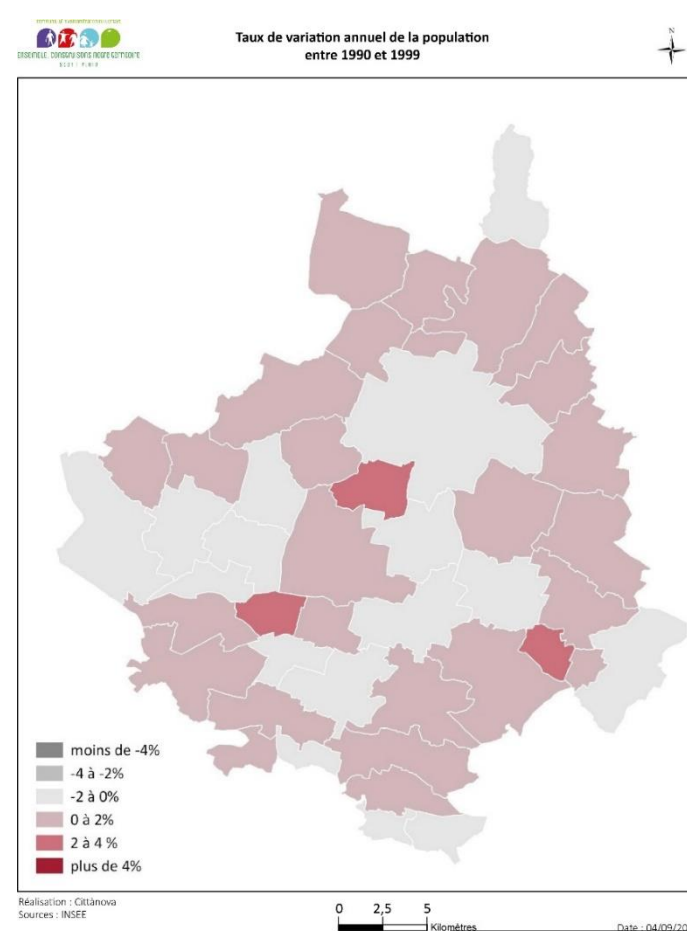 Taux de variation annuel de la population
entre 1990 et 1999
moins de -4%
-4 à -2%
-2 à 0%
0 à 2%
2 à 4 %
plus de 4%
Réalisation : Cittànova
Sources : INSEE
0 2,5 5
Kilomètres
Date : 04/09/20